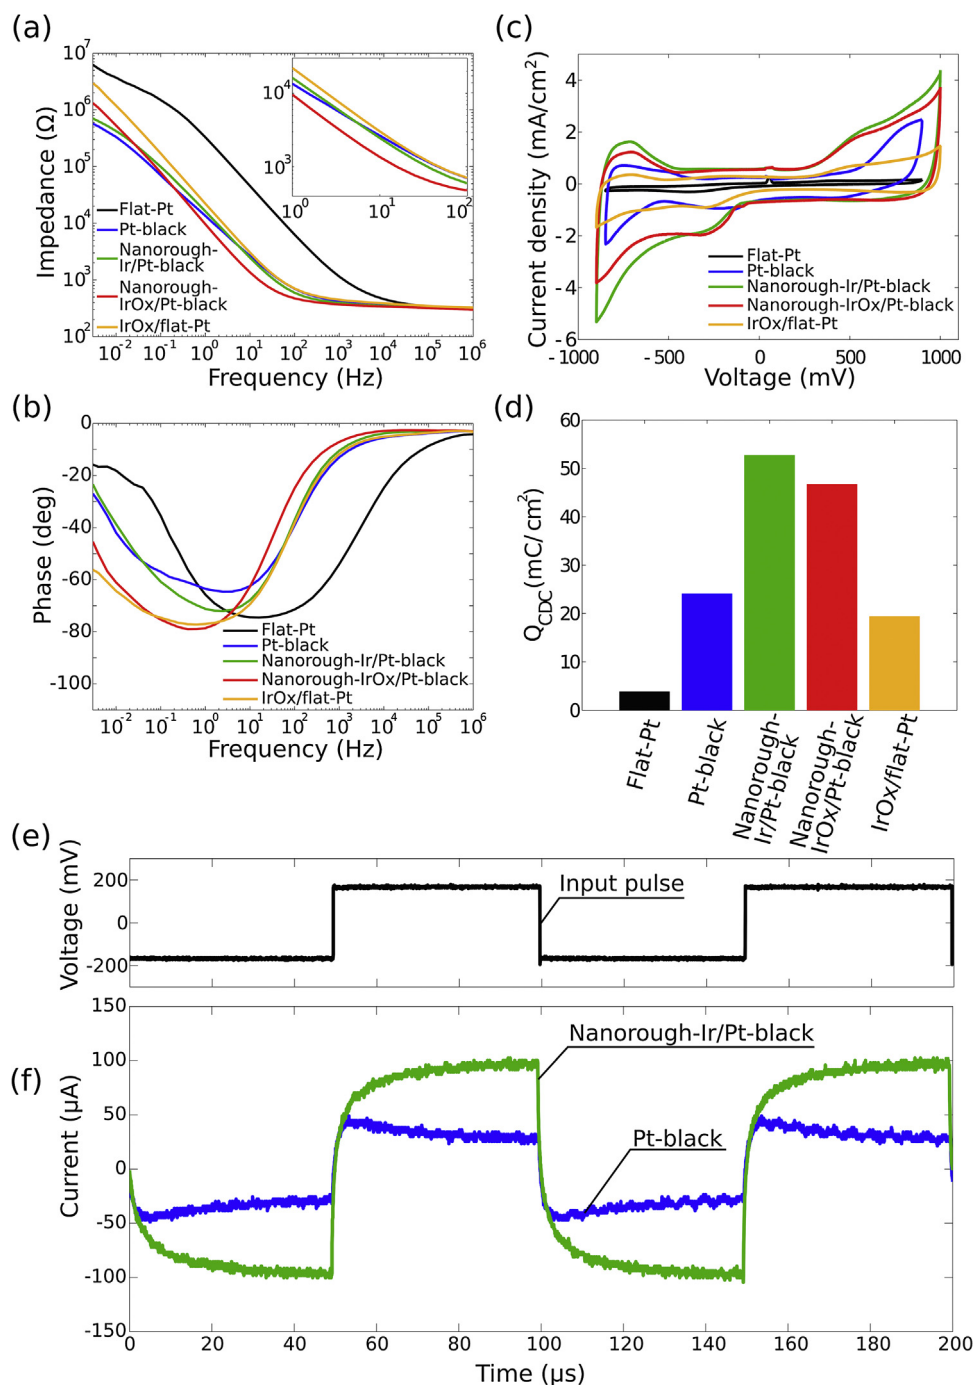 (a)
10^7
10^6
10^5
10^4
10^3
10^2
Impedance (Ω)
10^4
10^3
10^0
10^1
10^2
Flat-Pt
Pt-black
Nanorough-
Ir/Pt-black
Nanorough-
IrOx/Pt-black
IrOx/flat-Pt
10^-2 10^-1 10^0 10^1 10^2 10^3 10^4 10^5 10^6
Frequency (Hz)
(c)
4
2
0
-2
-4
-6
Current density (mA/cm^2)
Flat-Pt
Pt-black
Nanorough-Ir/Pt-black
Nanorough-IrOx/Pt-black
IrOx/flat-Pt
-1000 -500 0 500 1000
Voltage (mV)
(b)
0
-20
-40
-60
-80
-100
Phase (deg)
Flat-Pt
Pt-black
Nanorough-Ir/Pt-black
Nanorough-IrOx/Pt-black
IrOx/flat-Pt
10^-2 10^-1 10^0 10^1 10^2 10^3 10^4 10^5 10^6
Frequency (Hz)
(d)
60
50
40
30
20
10
0
Q_CDC (mC/cm^2)
Flat-Pt
Pt-black
Nanorough-
Ir/Pt-black
Nanorough-
IrOx/Pt-black
IrOx/flat-Pt
(e)
200
0
-200
Voltage (mV)
Input pulse
(f)
150
100
50
0
-50
-100
-150
Current (µA)
Nanorough-Ir/Pt-black
Pt-black
0 20 40 60 80 100 120 140 160 180 200
Time (µs)